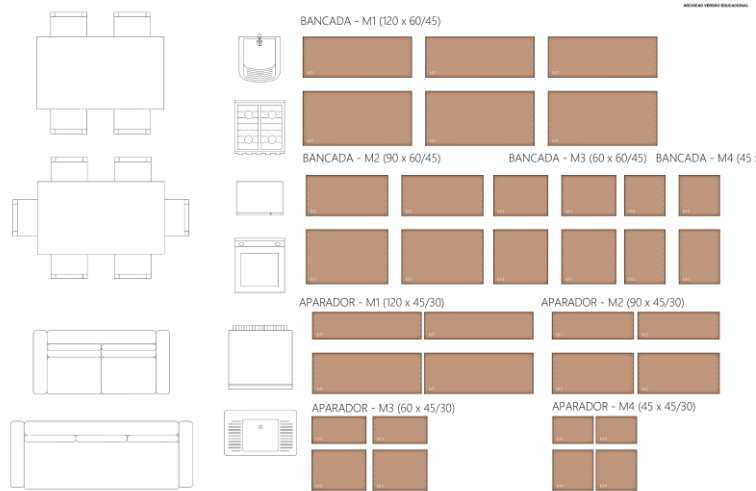 ARCHICAD VERSÃO EDUCACIONAL
BANCADA - M1 (120 x 60/45)
BANCADA - M2 (90 x 60/45)
BANCADA - M3 (60 x 60/45)
BANCADA - M4 (45 x
APARADOR - M1 (120 x 45/30)
APARADOR - M2 (90 x 45/30)
APARADOR - M3 (60 x 45/30)
APARADOR - M4 (45 x 45/30)